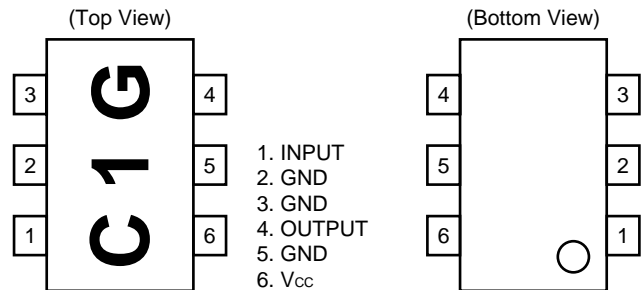 (Top View)
(Bottom View)
3
4
2
5
1
6
C1G
1. INPUT
2. GND
3. GND
4. OUTPUT
5. GND
6. VCC
4
3
5
2
6
1